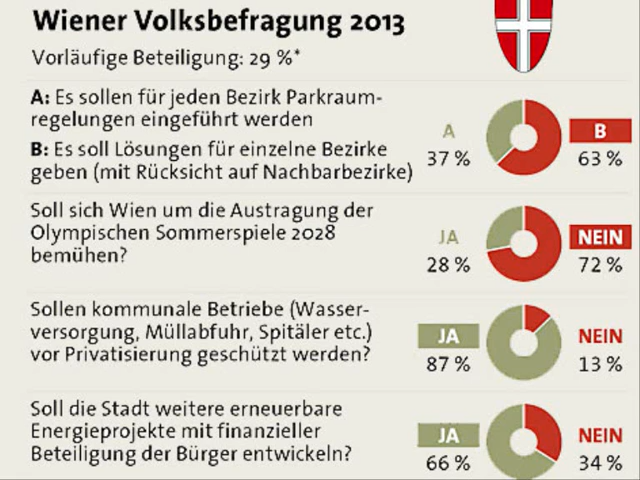 Wiener Volksbefragung 2013
Vorläufige Beteiligung: 29 %*
A: Es sollen für jeden Bezirk Parkraum-
regelungen eingeführt werden
B: Es soll Lösungen für einzelne Bezirke
geben (mit Rücksicht auf Nachbarbezirke)
A
37 %
B
63 %
Soll sich Wien um die Austragung der
Olympischen Sommerspiele 2028
bemühen?
JA
28 %
NEIN
72 %
Sollen kommunale Betriebe (Wasser-
versorgung, Müllabfuhr, Spitäler etc.)
vor Privatisierung geschützt werden?
JA
87 %
NEIN
13 %
Soll die Stadt weitere erneuerbare
Energieprojekte mit finanzieller
Beteiligung der Bürger entwickeln?
JA
66 %
NEIN
34 %